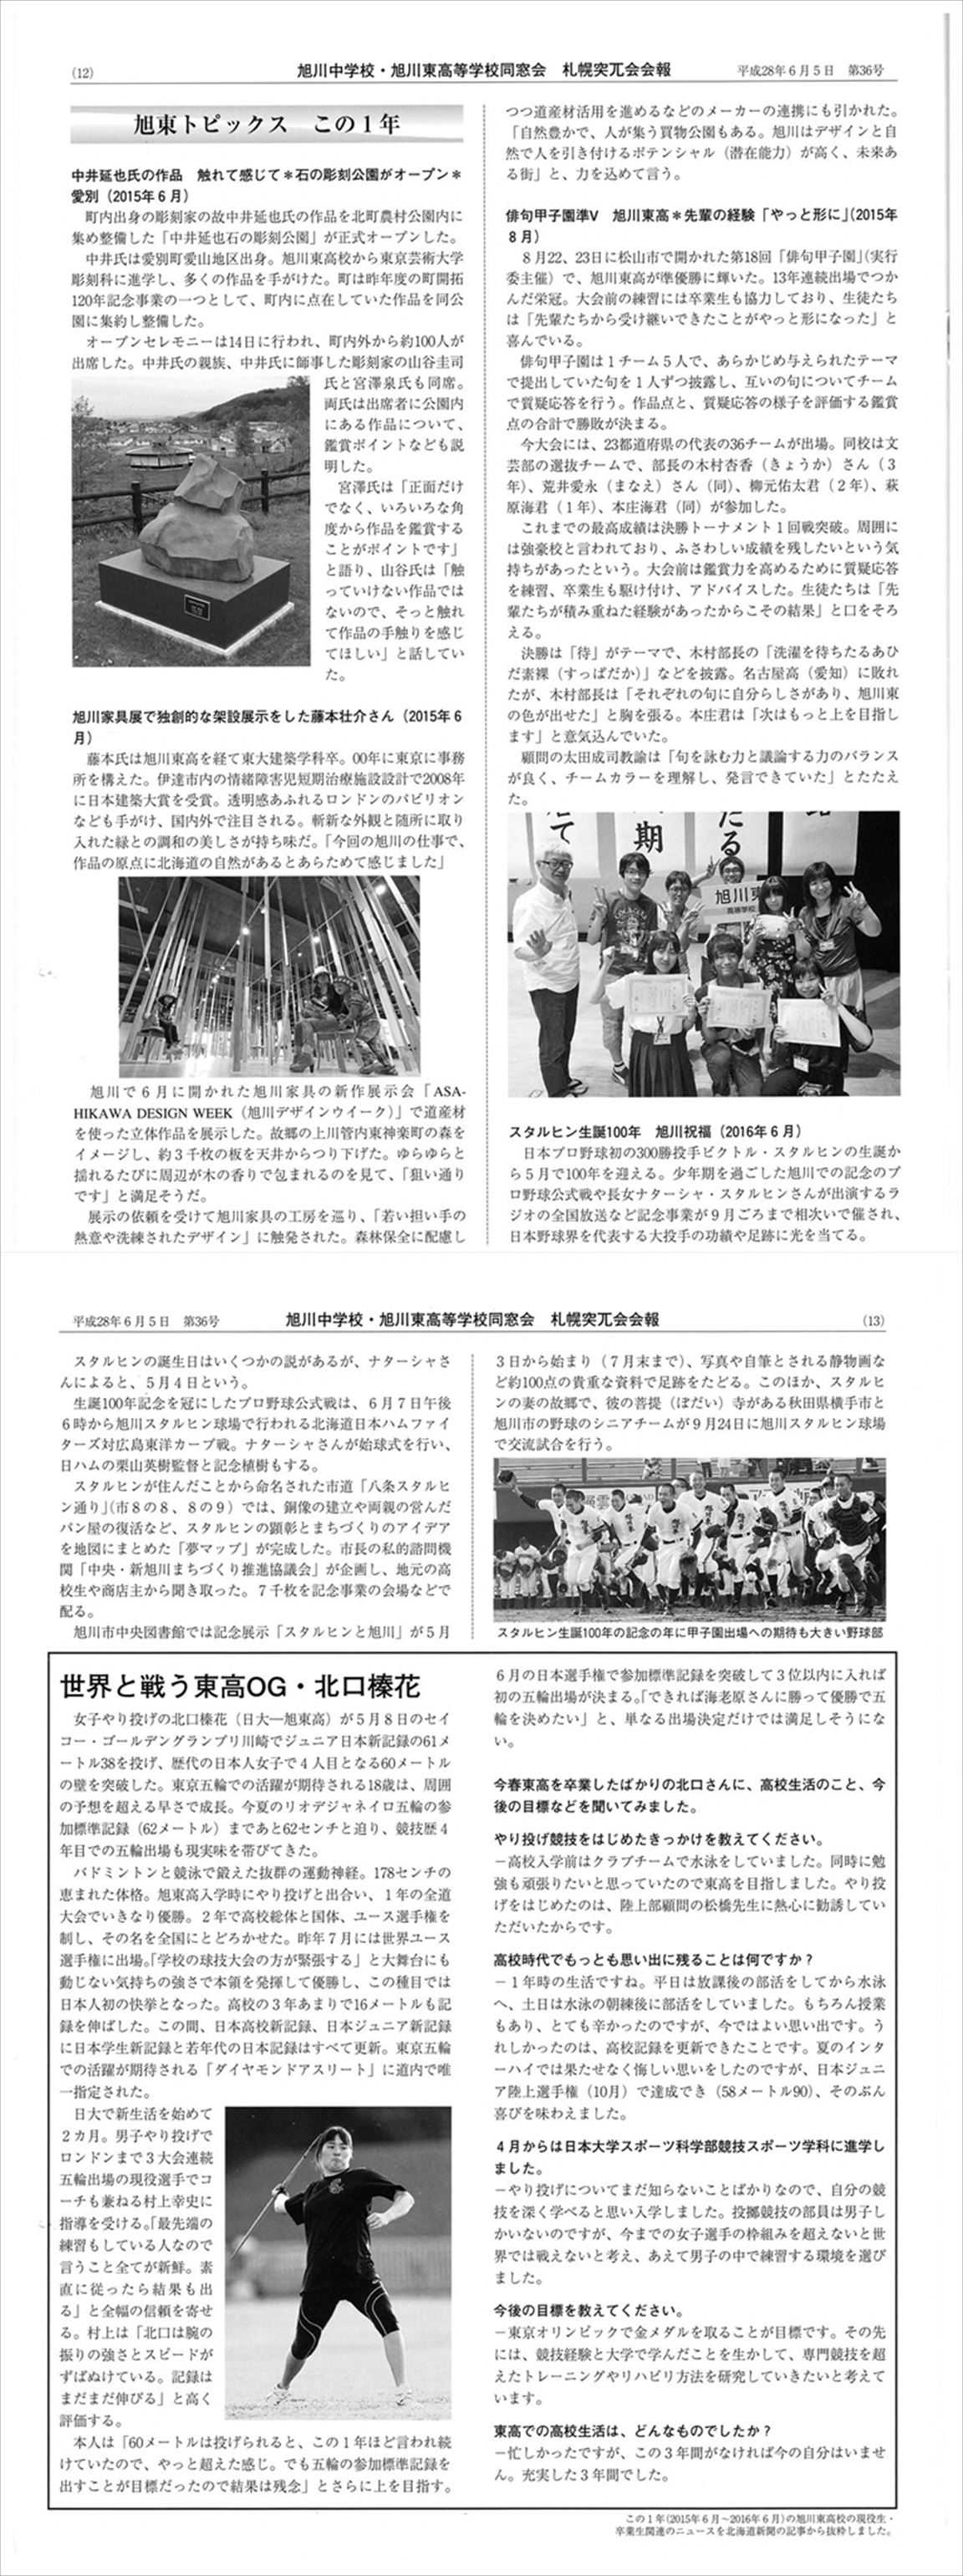 (12)
旭川中学校・旭川東高等学校同窓会　札幌突兀会会報
平成28年6月5日　第36号
旭東トピックス　この1年
中井延也氏の作品　触れて感じて＊石の彫刻公園がオープン＊
愛別（2015年6月）
　町内出身の彫刻家の故中井延也氏の作品を北町農村公園内に
集め整備した「中井延也石の彫刻公園」が正式オープンした。
　中井氏は愛別町愛山地区出身。旭川東高校から東京芸術大学
彫刻科に進学し、多くの作品を手がけた。町は昨年度の町開拓
120年記念事業の一つとして、町内に点在していた作品を同公
園に集約し整備した。
　オープンセレモニーは14日に行われ、町内外から約100人が
出席した。中井氏の親族、中井氏に師事した彫刻家の山谷圭司
氏と宮澤泉氏も同席。
両氏は出席者に公園内
にある作品について、
鑑賞ポイントなども説
明した。
　宮澤氏は「正面だけ
でなく、いろいろな角
度から作品を鑑賞する
ことがポイントです」
と語り、山谷氏は「触
っていけない作品では
ないので、そっと触れ
て作品の手触りを感じ
てほしい」と話してい
た。
旭川家具展で独創的な架設展示をした藤本壮介さん（2015年6
月）
　藤本氏は旭川東高を経て東大建築学科卒。00年に東京に事務
所を構えた。伊達市内の情緒障害児短期治療施設設計で2008年
に日本建築大賞を受賞。透明感あふれるロンドンのパビリオン
なども手がけ、国内外で注目される。斬新な外観と随所に取り
入れた緑との調和の美しさが持ち味だ。「今回の旭川の仕事で、
作品の原点に北海道の自然があるとあらためて感じました」
　旭川で6月に開かれた旭川家具の新作展示会「ASA-
HIKAWA DESIGN WEEK（旭川デザインウイーク）」で道産材
を使った立体作品を展示した。故郷の上川管内東神楽町の森を
イメージし、約3千枚の板を天井からつり下げた。ゆらゆらと
揺れるたびに周辺が木の香りで包まれるのを見て、「狙い通り
です」と満足そうだ。
　展示の依頼を受けて旭川家具の工房を巡り、「若い担い手の
熱意や洗練されたデザイン」に触発された。森林保全に配慮し
つつ道産材活用を進めるなどのメーカーの連携にも引かれた。
「自然豊かで、人が集う買物公園もある。旭川はデザインと自
然で人を引き付けるポテンシャル（潜在能力）が高く、未来あ
る街」と、力を込めて言う。
俳句甲子園準V　旭川東高＊先輩の経験「やっと形に」（2015年
8月）
　8月22、23日に松山市で開かれた第18回「俳句甲子園」（実行
委主催）で、旭川東高が準優勝に輝いた。13年連続出場でつか
んだ栄冠。大会前の練習には卒業生も協力しており、生徒たち
は「先輩たちから受け継いできたことがやっと形になった」と
喜んでいる。
　俳句甲子園は1チーム5人で、あらかじめ与えられたテーマ
で提出していた句を1人ずつ披露し、互いの句についてチーム
で質疑応答を行う。作品点と、質疑応答の様子を評価する鑑賞
点の合計で勝敗が決まる。
　今大会には、23都道府県の代表の36チームが出場。同校は文
芸部の選抜チームで、部長の木村杏香（きょうか）さん（3
年）、荒井愛永（まなえ）さん（同）、柳元佑太君（2年）、萩
原海君（1年）、本庄海君（同）が参加した。
　これまでの最高成績は決勝トーナメント1回戦突破。周囲に
は強豪校と言われており、ふさわしい成績を残したいという気
持ちがあったという。大会前は鑑賞力を高めるために質疑応答
を練習、卒業生も駆け付け、アドバイスした。生徒たちは「先
輩たちが積み重ねた経験があったからこその結果」と口をそろ
える。
　決勝は「待」がテーマで、木村部長の「洗濯を待ちたるあひ
だ素裸（すっぱだか）」などを披露。名古屋高（愛知）に敗れ
たが、木村部長は「それぞれの句に自分らしさがあり、旭川東
の色が出せた」と胸を張る。本庄君は「次はもっと上を目指し
ます」と意気込んでいた。
　顧問の太田成司教諭は「句を詠む力と議論する力のバランス
が良く、チームカラーを理解し、発言できていた」とたたえ
た。
て
期
たる
旭川東
高等学校
スタルヒン生誕100年　旭川祝福（2016年6月）
　日本プロ野球初の300勝投手ビクトル・スタルヒンの生誕か
ら5月で100年を迎える。少年期を過ごした旭川での記念のプ
ロ野球公式戦や長女ナターシャ・スタルヒンさんが出演するラ
ジオの全国放送など記念事業が9月ごろまで相次いで催され、
日本野球界を代表する大投手の功績や足跡に光を当てる。
平成28年6月5日　第36号
旭川中学校・旭川東高等学校同窓会　札幌突兀会会報
(13)
　スタルヒンの誕生日はいくつかの説があるが、ナターシャさ
んによると、5月4日という。
　生誕100年記念を冠にしたプロ野球公式戦は、6月7日午後
6時から旭川スタルヒン球場で行われる北海道日本ハムファイ
ターズ対広島東洋カープ戦。ナターシャさんが始球式を行い、
日ハムの栗山英樹監督と記念植樹もする。
　スタルヒンが住んだことから命名された市道「八条スタルヒ
ン通り」（市8の8、8の9）では、銅像の建立や両親の営んだ
パン屋の復活など、スタルヒンの顕彰とまちづくりのアイデア
を地図にまとめた「夢マップ」が完成した。市長の私的諮問機
関「中央・新旭川まちづくり推進協議会」が企画し、地元の高
校生や商店主から聞き取った。7千枚を記念事業の会場などで
配る。
　旭川市中央図書館では記念展示「スタルヒンと旭川」が5月
3日から始まり（7月末まで）、写真や自筆とされる静物画な
ど約100点の貴重な資料で足跡をたどる。このほか、スタルヒ
ンの妻の故郷で、彼の菩提（ぼだい）寺がある秋田県横手市と
旭川市の野球のシニアチームが9月24日に旭川スタルヒン球場
で交流試合を行う。
スタルヒン生誕100年の記念の年に甲子園出場への期待も大きい野球部
世界と戦う東高OG・北口榛花
　女子やり投げの北口榛花（日大―旭東高）が5月8日のセイ
コー・ゴールデングランプリ川崎でジュニア日本新記録の61メ
ートル38を投げ、歴代の日本人女子で4人目となる60メートル
の壁を突破した。東京五輪での活躍が期待される18歳は、周囲
の予想を超える早さで成長。今夏のリオデジャネイロ五輪の参
加標準記録（62メートル）まであと62センチと迫り、競技歴4
年目での五輪出場も現実味を帯びてきた。
　バドミントンと競泳で鍛えた抜群の運動神経。178センチの
恵まれた体格。旭東高入学時にやり投げと出合い、1年の全道
大会でいきなり優勝。2年で高校総体と国体、ユース選手権を
制し、その名を全国にとどろかせた。昨年7月には世界ユース
選手権に出場。「学校の球技大会の方が緊張する」と大舞台にも
動じない気持ちの強さで本領を発揮して優勝し、この種目では
日本人初の快挙となった。高校の3年あまりで16メートルも記
録を伸ばした。この間、日本高校新記録、日本ジュニア新記録
に日本学生新記録と若年代の日本記録はすべて更新。東京五輪
での活躍が期待される「ダイヤモンドアスリート」に道内で唯
一指定された。
　日大で新生活を始めて
2カ月。男子やり投げで
ロンドンまで3大会連続
五輪出場の現役選手でコ
ーチも兼ねる村上幸史に
指導を受ける。「最先端の
練習もしている人なので
言うこと全てが新鮮。素
直に従ったら結果も出
る」と全幅の信頼を寄せ
る。村上は「北口は腕の
振りの強さとスピードが
ずばぬけている。記録は
まだまだ伸びる」と高く
評価する。
　本人は「60メートルは投げられると、この1年ほど言われ続
けていたので、やっと超えた感じ。でも五輪の参加標準記録を
出すことが目標だったので結果は残念」とさらに上を目指す。
6月の日本選手権で参加標準記録を突破して3位以内に入れば
初の五輪出場が決まる。「できれば海老原さんに勝って優勝で五
輪を決めたい」と、単なる出場決定だけでは満足しそうにな
い。
今春東高を卒業したばかりの北口さんに、高校生活のこと、今
後の目標などを聞いてみました。
やり投げ競技をはじめたきっかけを教えてください。
－高校入学前はクラブチームで水泳をしていました。同時に勉
強も頑張りたいと思っていたので東高を目指しました。やり投
げをはじめたのは、陸上部顧問の松橋先生に熱心に勧誘してい
ただいたからです。
高校時代でもっとも思い出に残ることは何ですか？
－1年時の生活ですね。平日は放課後の部活をしてから水泳
へ、土日は水泳の朝練後に部活をしていました。もちろん授業
もあり、とても辛かったのですが、今ではよい思い出です。う
れしかったのは、高校記録を更新できたことです。夏のインタ
ーハイでは果たせなく悔しい思いをしたのですが、日本ジュニ
ア陸上選手権（10月）で達成でき（58メートル90）、そのぶん
喜びを味わえました。
4月からは日本大学スポーツ科学部競技スポーツ学科に進学し
ました。
－やり投げについてまだ知らないことばかりなので、自分の競
技を深く学べると思い入学しました。投擲競技の部員は男子し
かいないのですが、今までの女子選手の枠組みを超えないと世
界では戦えないと考え、あえて男子の中で練習する環境を選び
ました。
今後の目標を教えてください。
－東京オリンピックで金メダルを取ることが目標です。その先
には、競技経験と大学で学んだことを生かして、専門競技を超
えたトレーニングやリハビリ方法を研究していきたいと考えて
います。
東高での高校生活は、どんなものでしたか？
－忙しかったですが、この3年間がなければ今の自分はいませ
ん。充実した3年間でした。
この1年（2015年6月～2016年6月）の旭川東高校の現役生・
卒業生関連のニュースを北海道新聞の記事から抜粋しました。